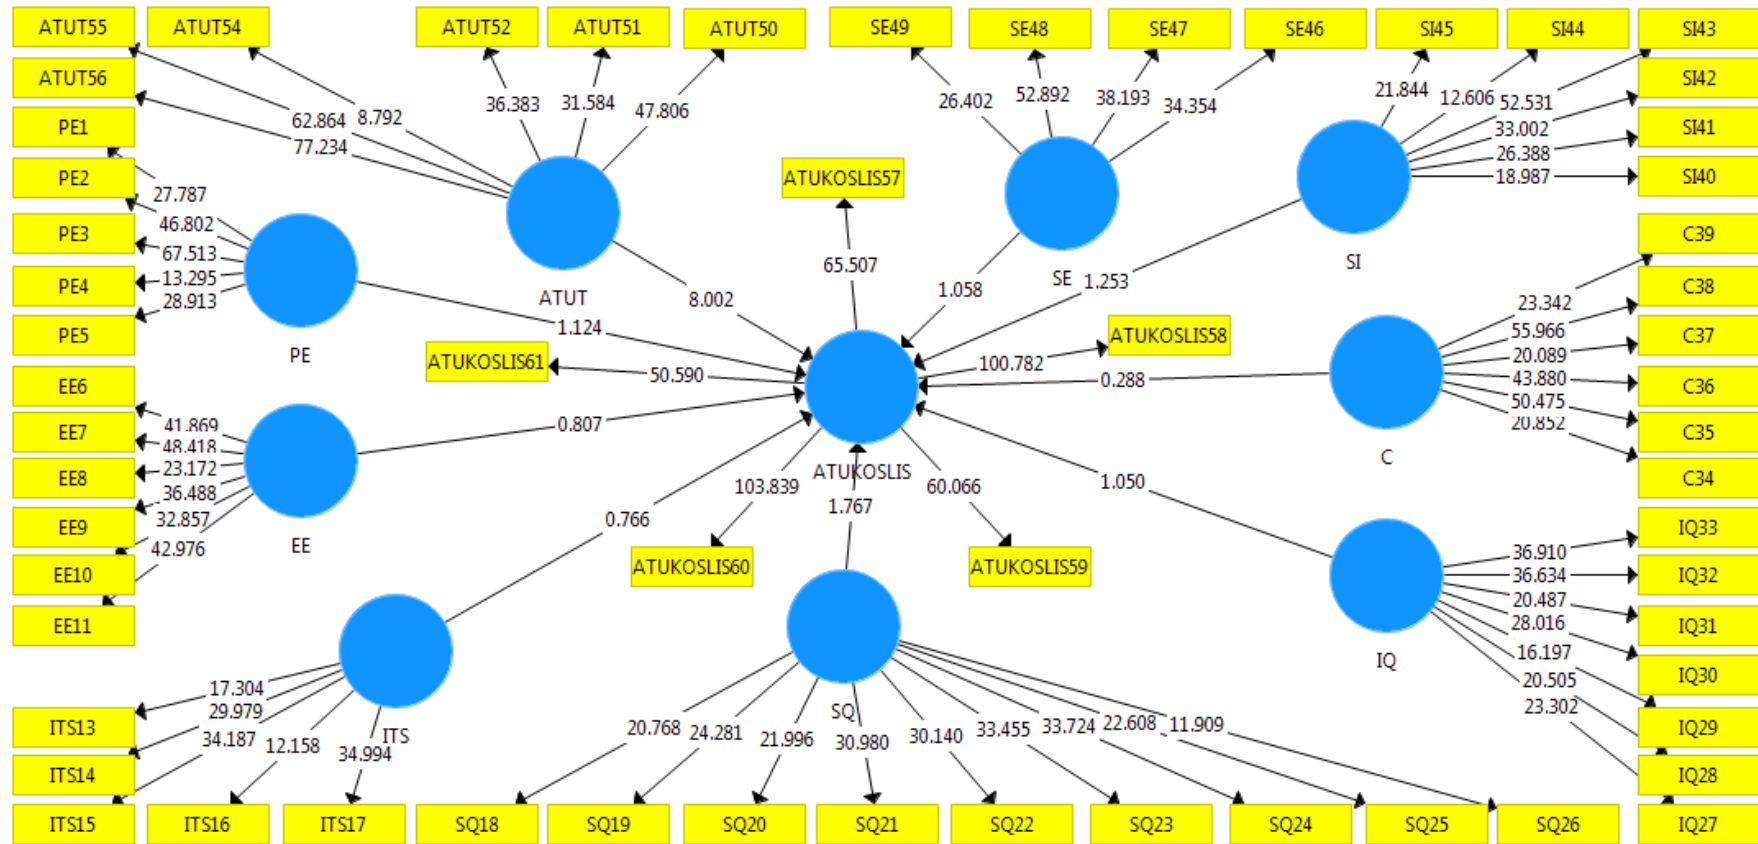 ATUT55
ATUT54
ATUT52
ATUT51
ATUT50
SE49
SE48
SE47
SE46
SI45
SI44
SI43
ATUT56
SI42
PE1
SI41
PE2
SI40
PE3
C39
PE4
C38
PE5
C37
EE6
C36
EE7
C35
EE8
C34
EE9
IQ33
EE10
IQ32
EE11
IQ31
IQ30
ITS13
IQ29
ITS14
IQ28
ITS15
ITS16
ITS17
SQ18
SQ19
SQ20
SQ21
SQ22
SQ23
SQ24
SQ25
SQ26
IQ27
62.864
8.792
77.234
36.383
31.584
47.806
26.402
52.892
38.193
34.354
21.844
12.606
52.531
33.002
26.388
18.987
27.787
46.802
67.513
13.295
28.913
ATUKOSLIS57
65.507
ATUT
8.002
SE
1.058
SI
1.253
PE
1.124
ATUKOSLIS61
50.590
100.782
ATUKOSLIS58
0.288
23.342
55.966
20.089
43.880
50.475
20.852
C
41.869
48.418
23.172
36.488
32.857
42.976
EE
0.807
ATUKOSLIS
103.839
1.767
60.066
ATUKOSLIS60
ATUKOSLIS59
0.766
1.050
36.910
36.634
20.487
28.016
16.197
20.505
23.302
IQ
17.304
29.979
34.187
12.158
34.994
ITS
SQ
20.768
24.281
21.996
30.980
30.140
33.455
33.724
22.608
11.909